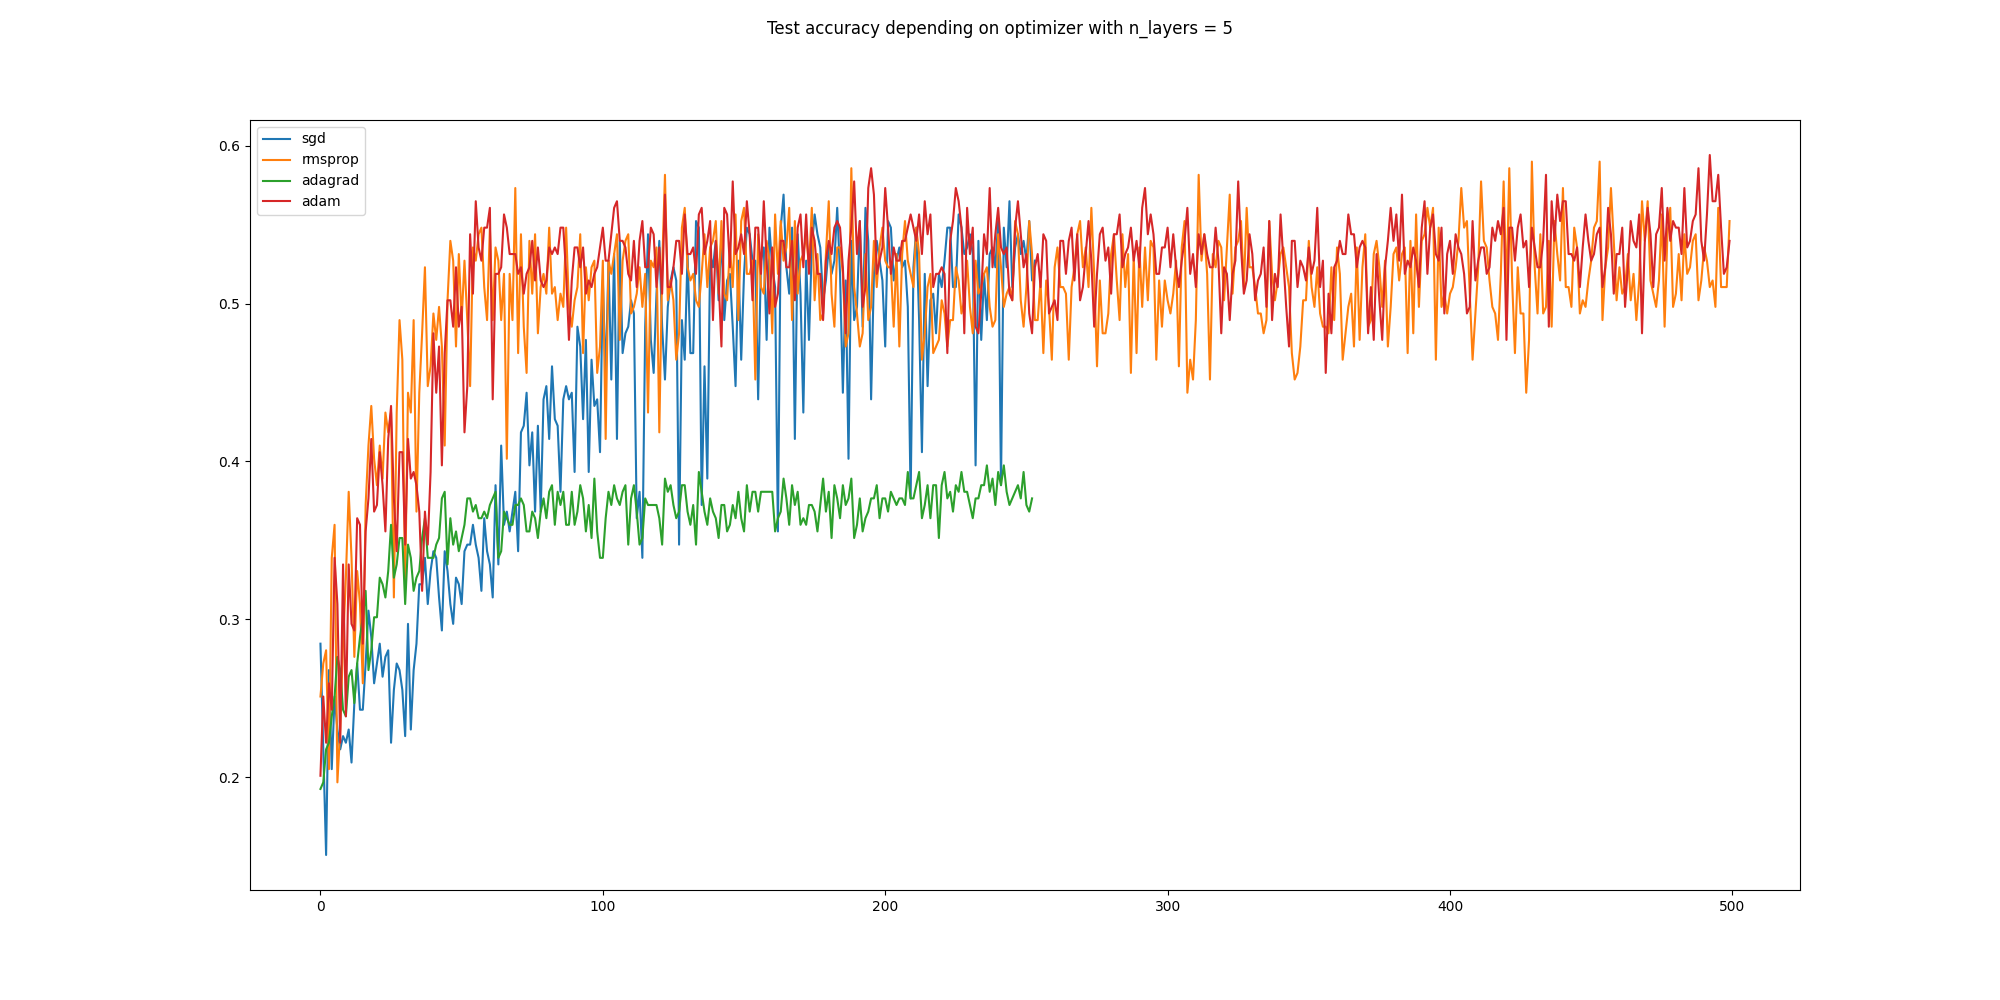 Test accuracy depending on optimizer with n_layers = 5
sgd
rmsprop
adagrad
adam
0.6
0.5
0.4
0.3
0.2
0 100 200 300 400 500